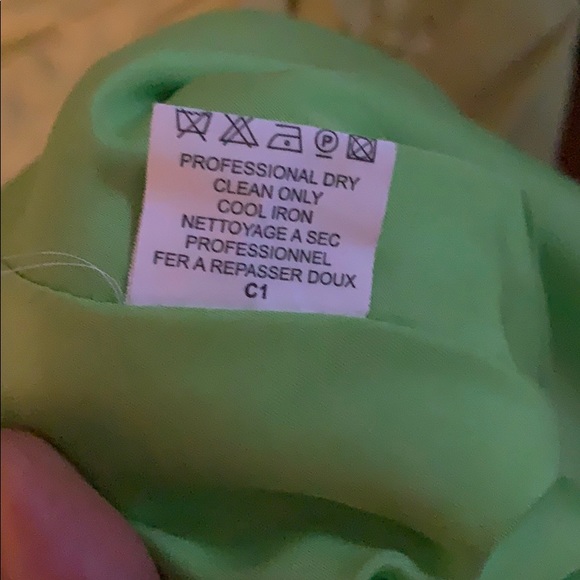 P
PROFESSIONAL DRY
CLEAN ONLY
COOL IRON
NETTOYAGE A SEC
PROFESSIONNEL
FER A REPASSER DOUX
C1